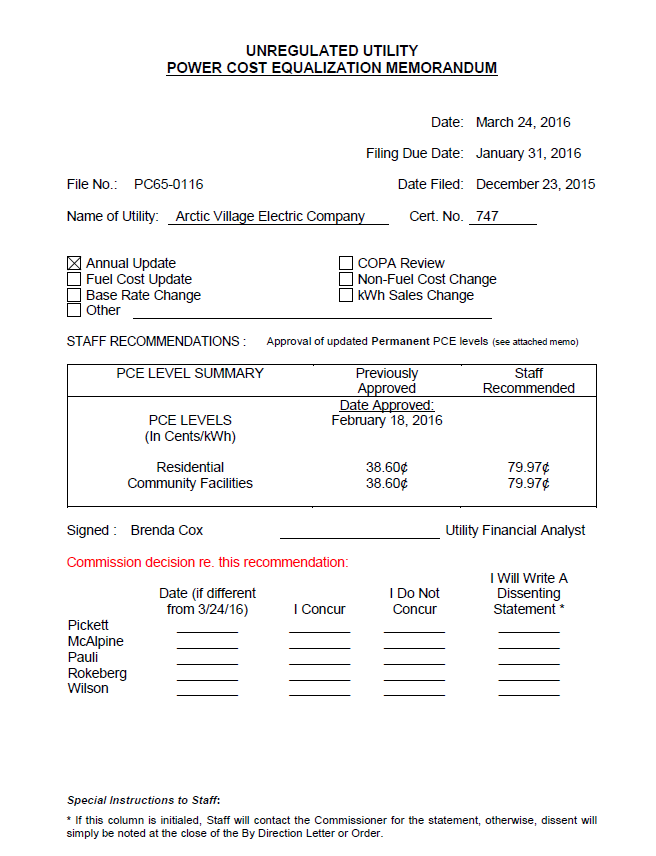 UNREGULATED UTILITY
POWER COST EQUALIZATION MEMORANDUM
Date: March 24, 2016
Filing Due Date: January 31, 2016
File No.: PC65-0116 Date Filed: December 23, 2015
Name of Utility: Arctic Village Electric Company Cert. No. 747
Annual Update COPA Review
Fuel Cost Update Non-Fuel Cost Change
Base Rate Change kWh Sales Change
Other
STAFF RECOMMENDATIONS : Approval of updated Permanent PCE levels (see attached memo)
PCE LEVEL SUMMARY Previously Staff
Approved Recommended
Date Approved:
PCE LEVELS February 18, 2016
(In Cents/kWh)
Residential 38.60¢ 79.97¢
Community Facilities 38.60¢ 79.97¢
Signed : Brenda Cox Utility Financial Analyst
Commission decision re. this recommendation:
I Will Write A
Date (if different I Do Not Dissenting
from 3/24/16) I Concur Concur Statement *
Pickett
McAlpine
Pauli
Rokeberg
Wilson
Special Instructions to Staff:
* If this column is initialed, Staff will contact the Commissioner for the statement, otherwise, dissent will
simply be noted at the close of the By Direction Letter or Order.